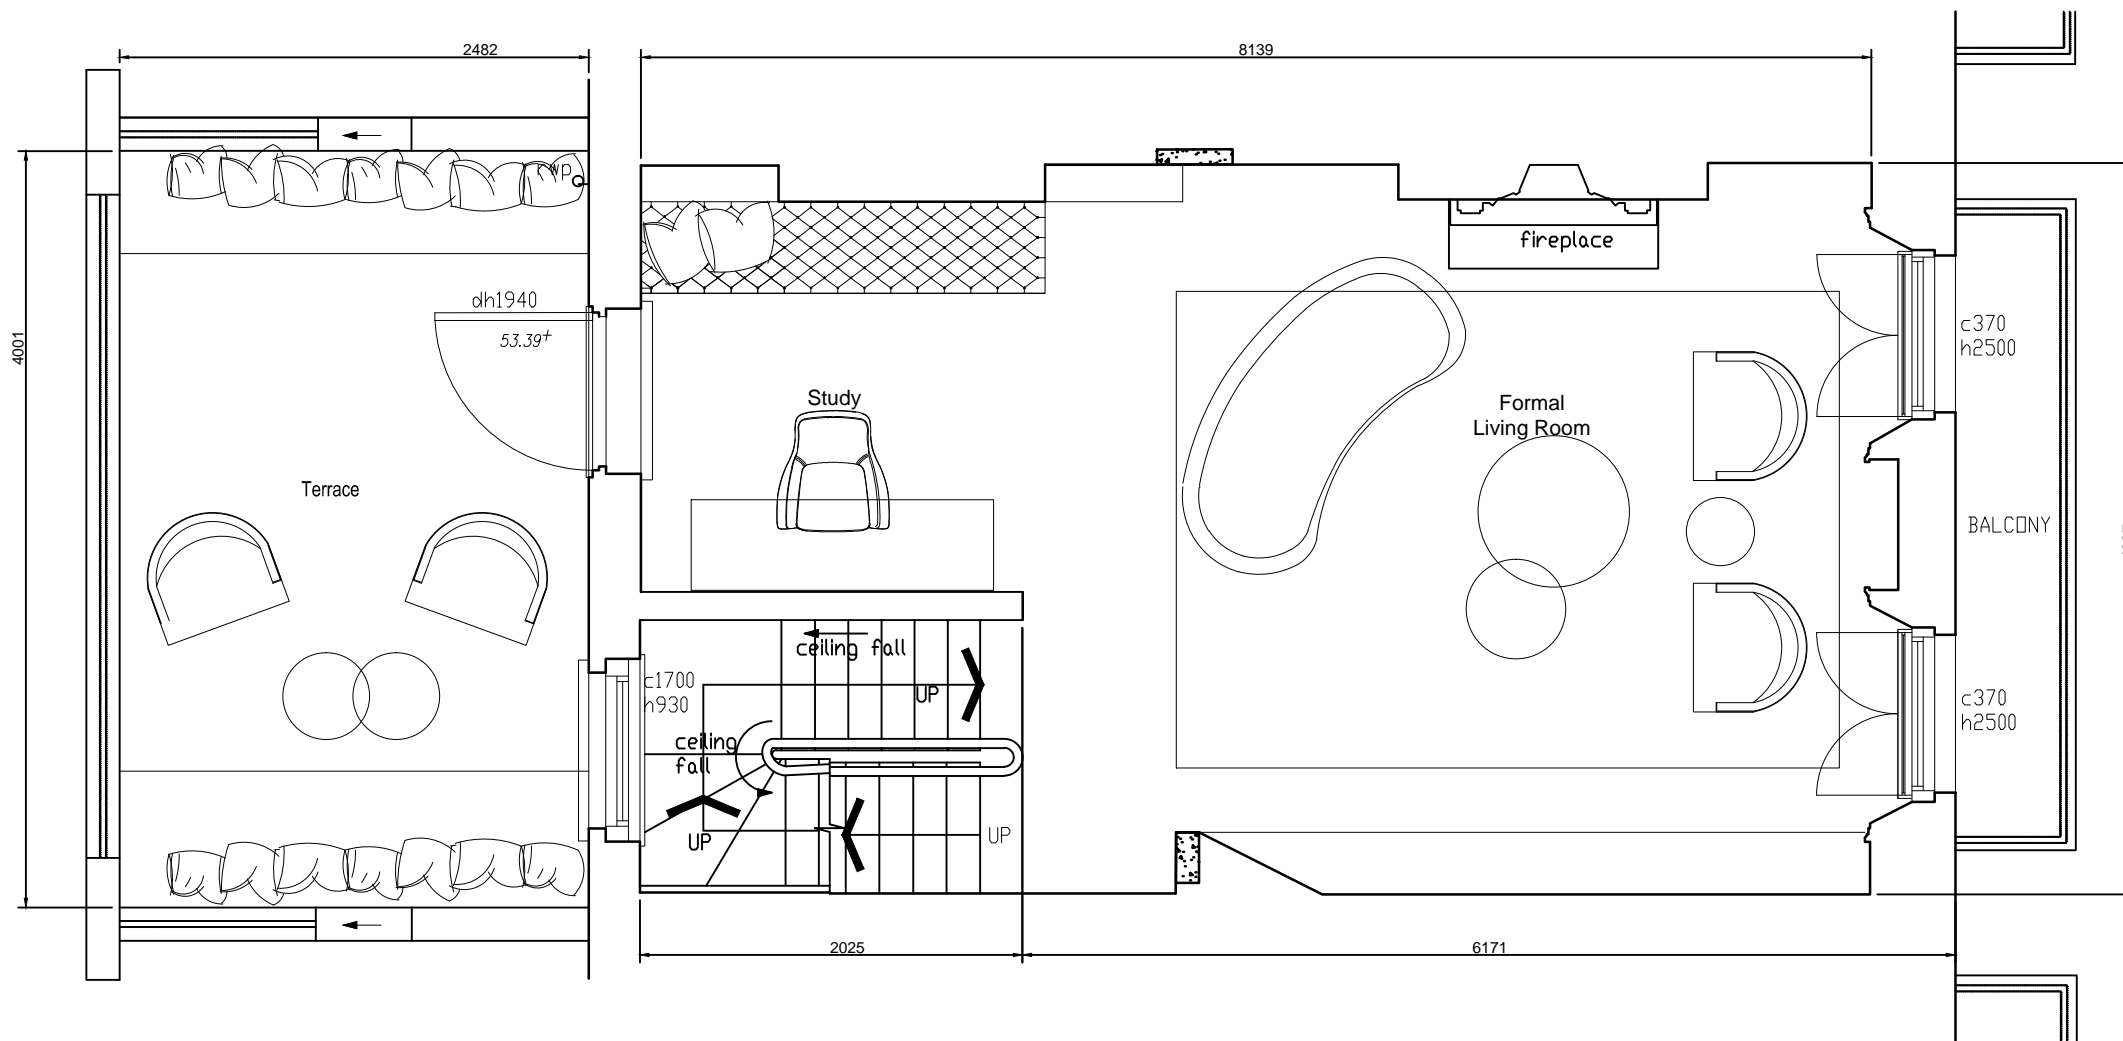 2482
8139
rwp
fireplace
dh1940
53.39+
c370
h2500
4001
Study
Formal
Living Room
Terrace
BALCONY
ceiling fall
c1700
h930
UP
c370
h2500
ceiling
fall
UP
UP
2025
6171